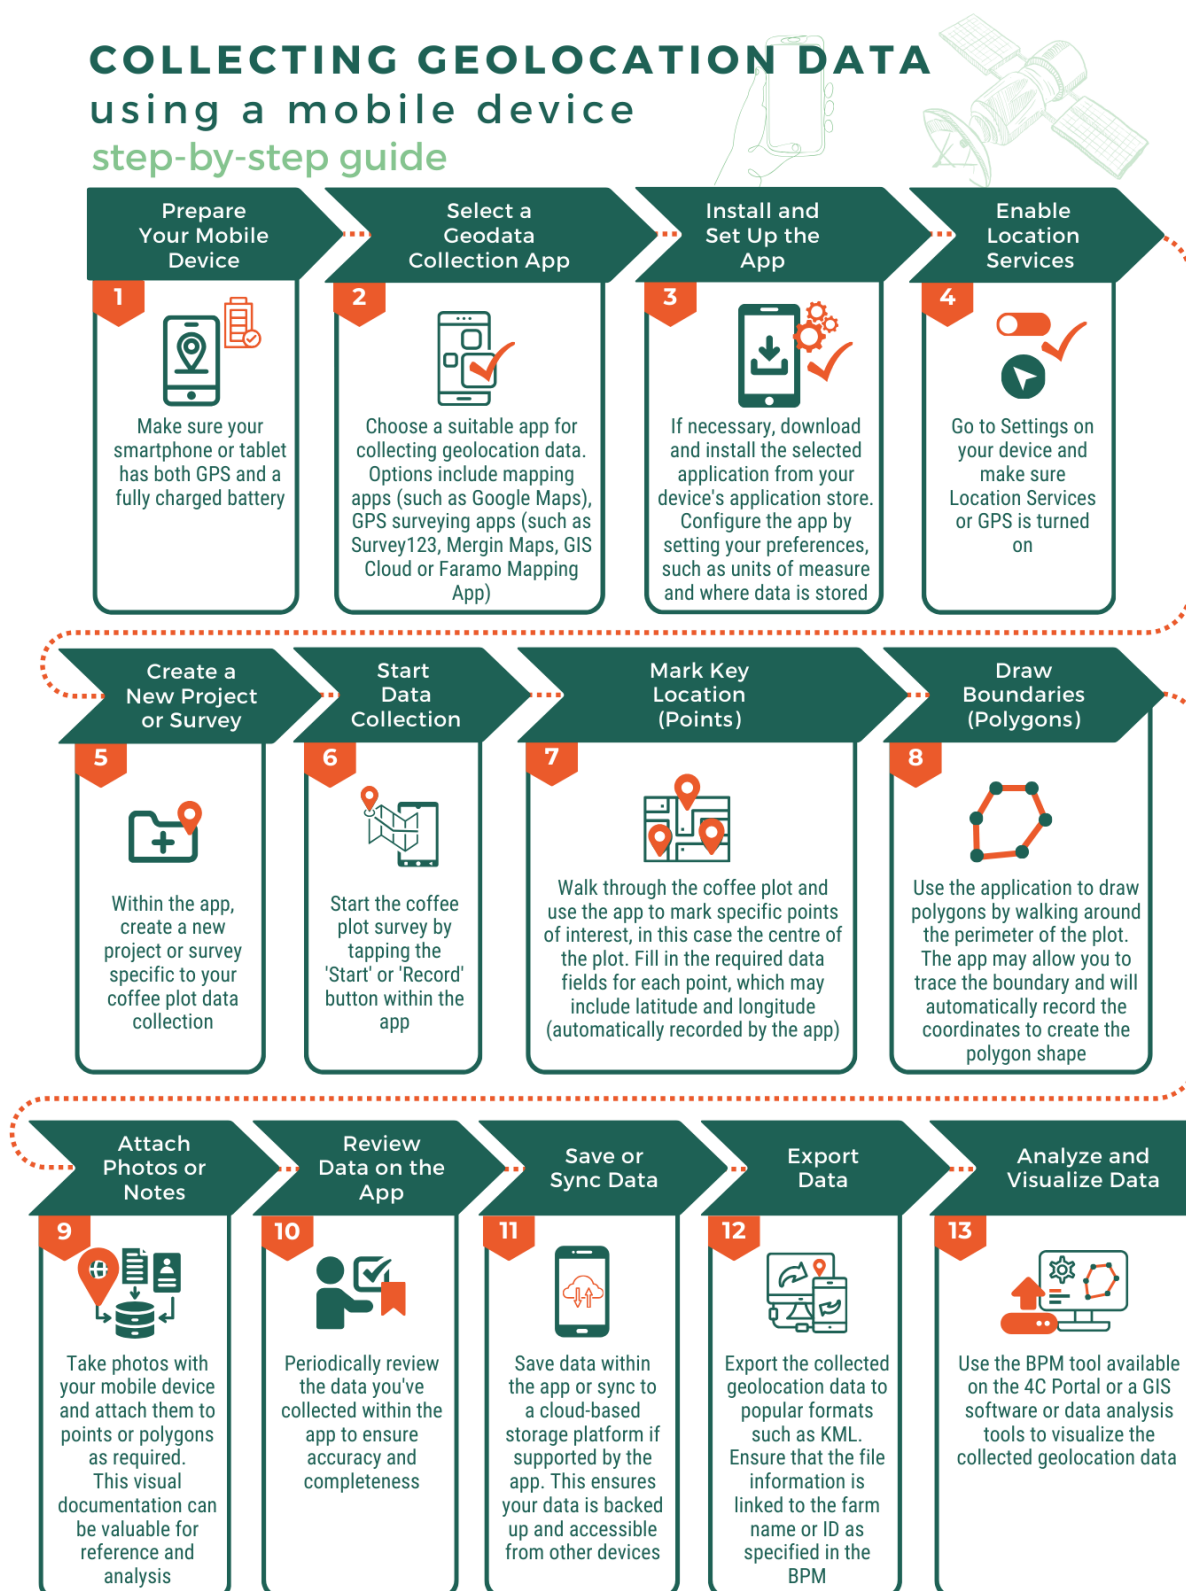 COLLECTING GEOLOCATION DATA
using a mobile device
step-by-step guide
Prepare
Your Mobile
Device
1
Make sure your
smartphone or tablet
has both GPS and a
fully charged battery
Select a
Geodata
Collection App
2
Choose a suitable app for
collecting geolocation data.
Options include mapping
apps (such as Google Maps),
GPS surveying apps (such as
Survey123, Mergin Maps, GIS
Cloud or Faramo Mapping
App)
Install and
Set Up the
App
3
If necessary, download
and install the selected
application from your
device's application store.
Configure the app by
setting your preferences,
such as units of measure
and where data is stored
Enable
Location
Services
4
Go to Settings on
your device and
make sure
Location Services
or GPS is turned
on
Create a
New Project
or Survey
5
Within the app,
create a new
project or survey
specific to your
coffee plot data
collection
Start
Data
Collection
6
Start the coffee
plot survey by
tapping the
'Start' or 'Record'
button within the
app
Mark Key
Location
(Points)
7
Walk through the coffee plot and
use the app to mark specific points
of interest, in this case the centre of
the plot. Fill in the required data
fields for each point, which may
include latitude and longitude
(automatically recorded by the app)
Draw
Boundaries
(Polygons)
8
Use the application to draw
polygons by walking around
the perimeter of the plot.
The app may allow you to
trace the boundary and will
automatically record the
coordinates to create the
polygon shape
Attach
Photos or
Notes
9
Take photos with
your mobile device
and attach them to
points or polygons
as required.
This visual
documentation can
be valuable for
reference and
analysis
Review
Data on the
App
10
Periodically review
the data you've
collected within the
app to ensure
accuracy and
completeness
Save or
Sync Data
11
Save data within
the app or sync to
a cloud-based
storage platform if
supported by the
app. This ensures
your data is backed
up and accessible
from other devices
Export
Data
12
Export the collected
geolocation data to
popular formats
such as KML.
Ensure that the file
information is
linked to the farm
name or ID as
specified in the
BPM
Analyze and
Visualize Data
13
Use the BPM tool available
on the 4C Portal or a GIS
software or data analysis
tools to visualize the
collected geolocation data